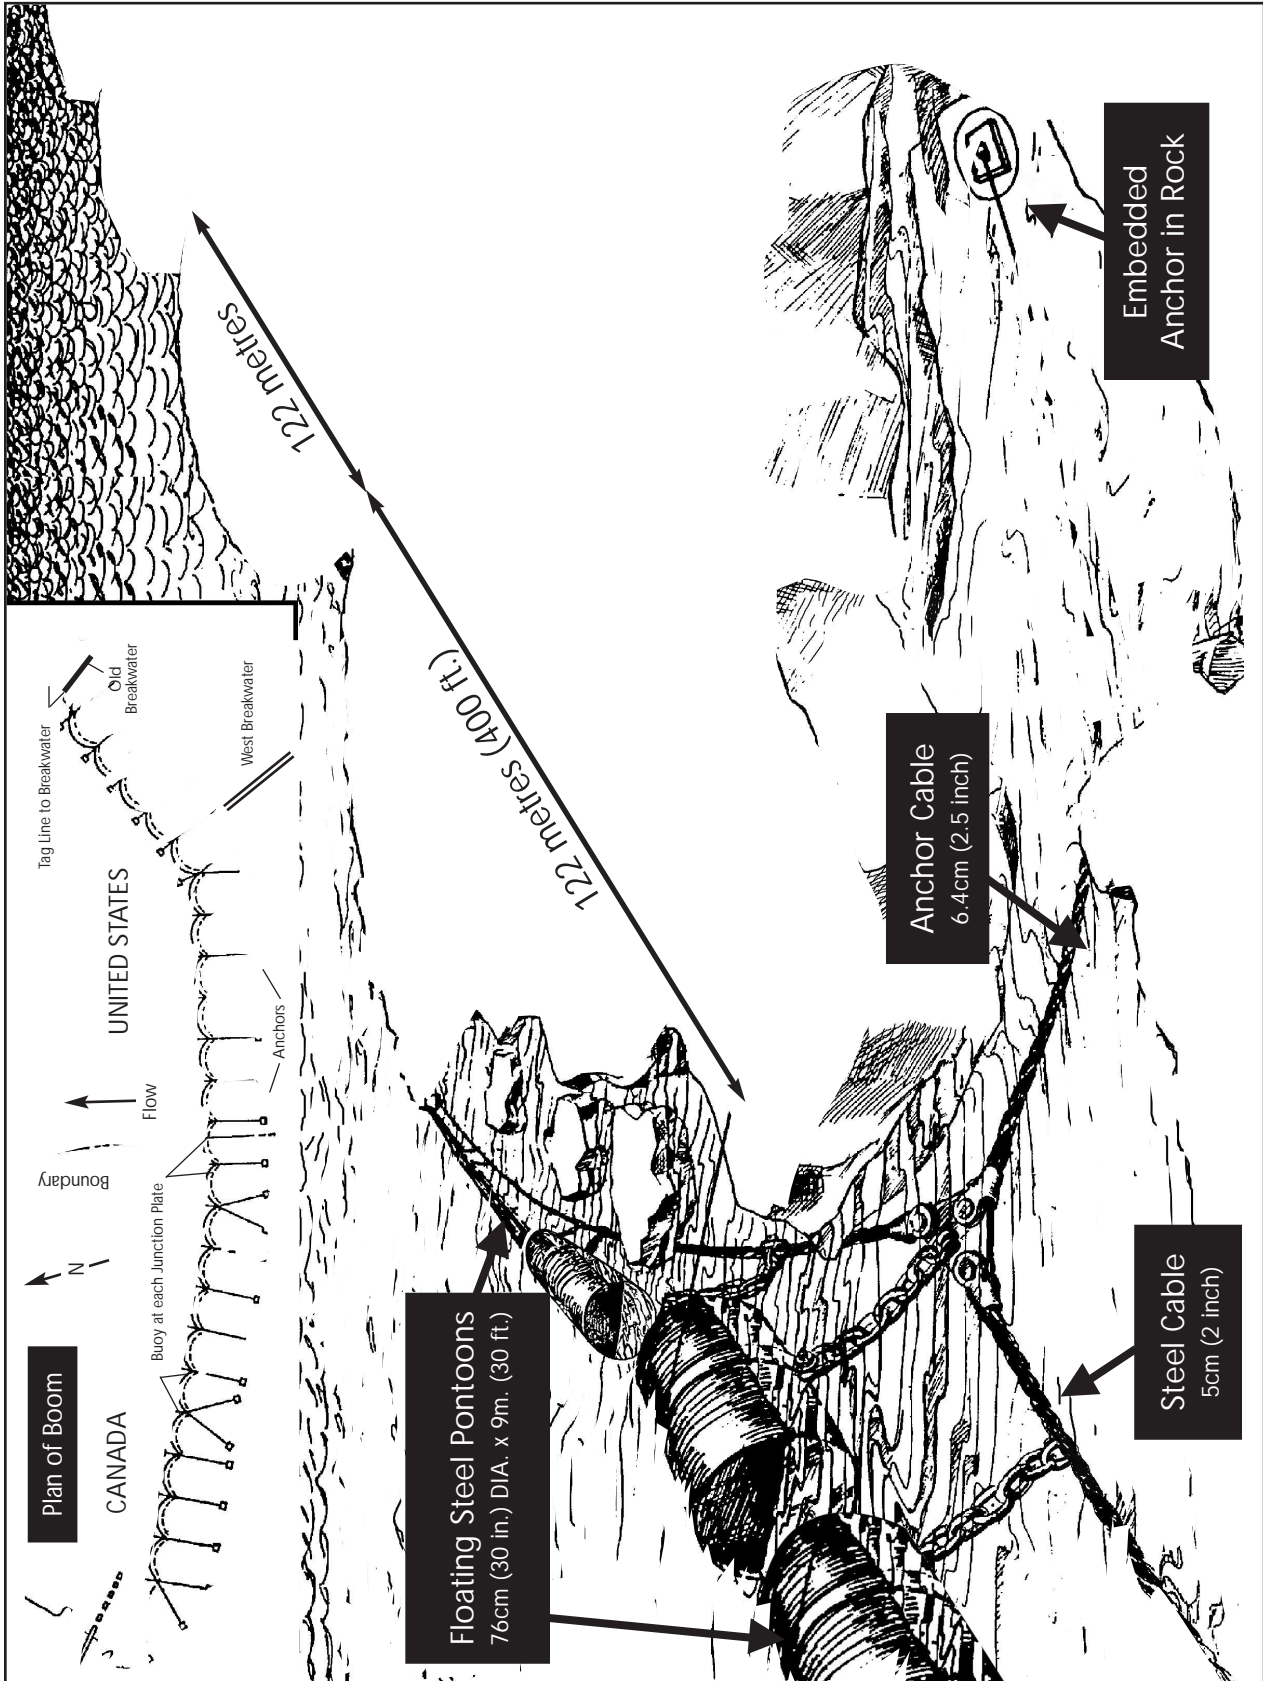 Plan of Boom
CANADA
UNITED STATES
N
Boundary
Flow
Buoy at each Junction Plate
Anchors
Tag Line to Breakwater
Old
Breakwater
West Breakwater
122 metres (400 ft.)
122 metres
Floating Steel Pontoons
76cm (30 in.) DIA. x 9m. (30 ft.)
Anchor Cable
6.4cm (2.5 inch)
Embedded
Anchor in Rock
Steel Cable
5cm (2 inch)